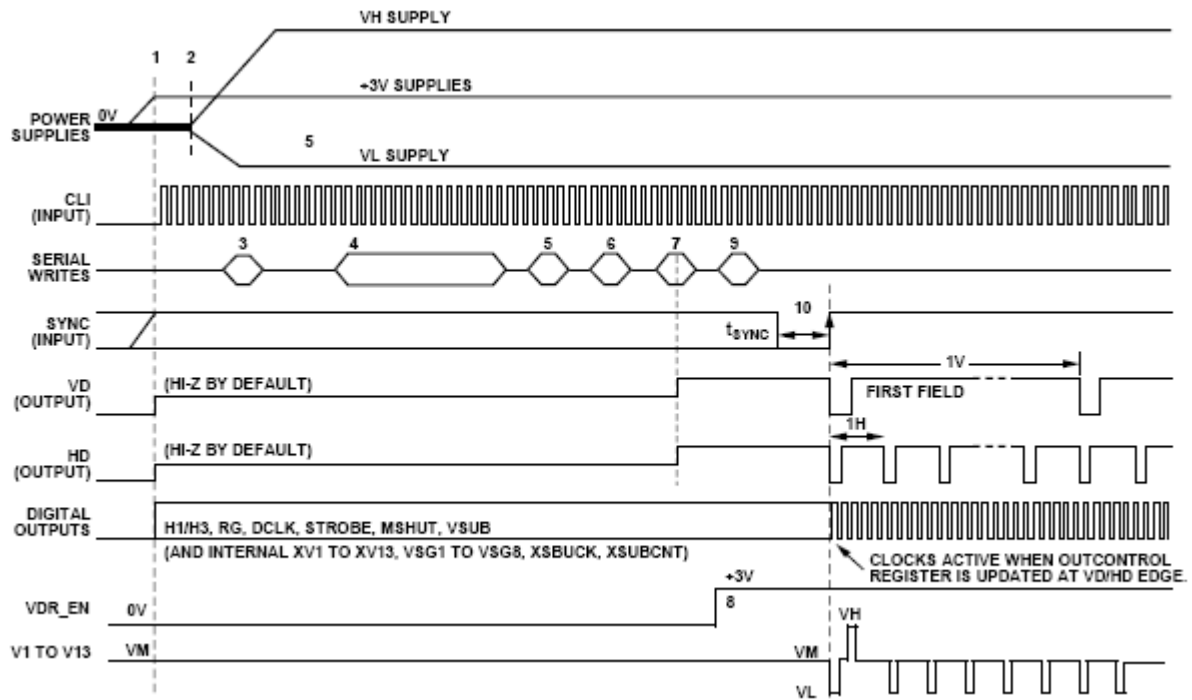 VH SUPPLY
1 2
+3V SUPPLIES
POWER SUPPLIES
0V
5
VL SUPPLY
CLI
(INPUT)
3 4 5 6 7 9
SERIAL
WRITES
10
SYNC
(INPUT)
tSYNC
1V
VD
(OUTPUT)
(HI-Z BY DEFAULT)
FIRST FIELD
1H
HD
(OUTPUT)
(HI-Z BY DEFAULT)
DIGITAL
OUTPUTS
H1/H3, RG, DCLK, STROBE, MSHUT, VSUB
(AND INTERNAL XV1 TO XV13, VSG1 TO VSG8, XSBUCK, XSUBCNT)
CLOCKS ACTIVE WHEN OUTCONTROL
REGISTER IS UPDATED AT VD/HD EDGE.
+3V
VDR_EN
0V
8
VH
V1 TO V13
VM
VM
VL